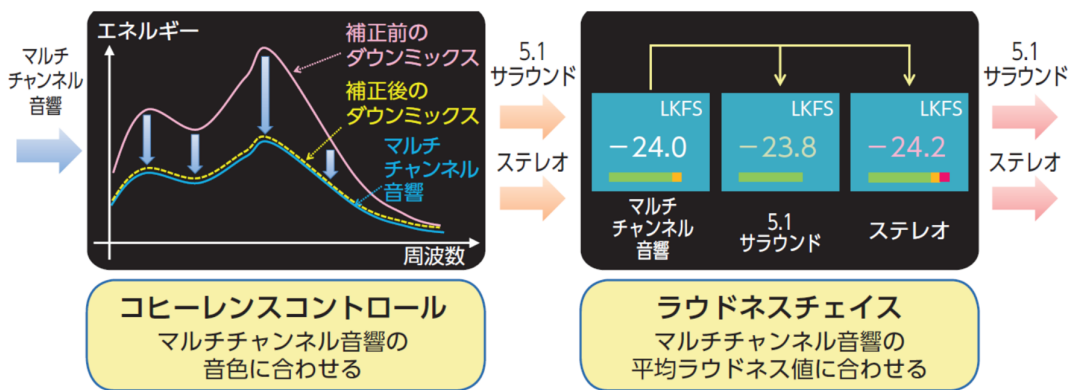 マルチ
チャンネル
音響
エネルギー
補正前の
ダウンミックス
補正後の
ダウンミックス
マルチ
チャンネル
音響
周波数
コヒーレンスコントロール
マルチチャンネル音響の
音色に合わせる
5.1
サラウンド
ステレオ
LKFS
-24.0
マルチ
チャンネル
音響
LKFS
-23.8
5.1
サラウンド
LKFS
-24.2
ステレオ
ラウドネスチェイス
マルチチャンネル音響の
平均ラウドネス値に合わせる
5.1
サラウンド
ステレオ